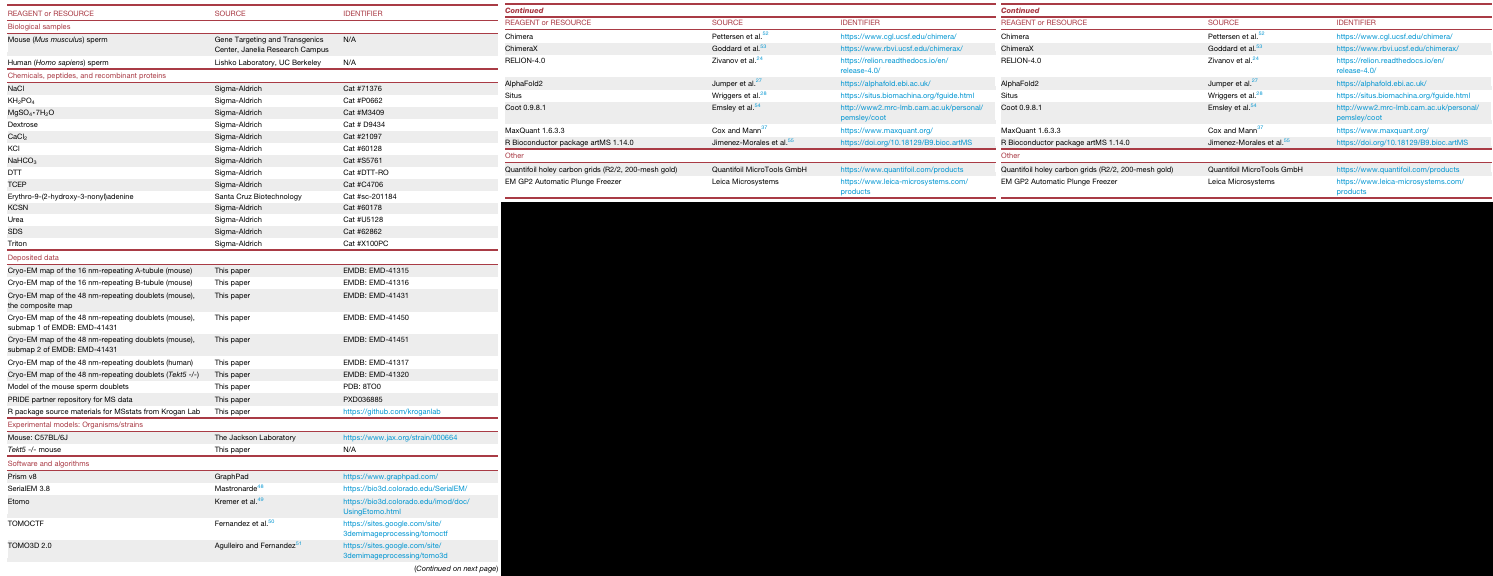 REAGENT or RESOURCE SOURCE IDENTIFIER
Biological samples
Mouse (Mus musculus) sperm Gene Targeting and Transgenics N/A
Center, Janelia Research Campus
Human (Homo sapiens) sperm Lishko Laboratory, UC Berkeley N/A
Chemicals, peptides, and recombinant proteins
NaCl Sigma-Aldrich Cat #71376
KH₂PO₄ Sigma-Aldrich Cat #P0662
MgSO₄·7H₂O Sigma-Aldrich Cat #M3409
Dextrose Sigma-Aldrich Cat # D9434
CaCl₂ Sigma-Aldrich Cat #21097
KCl Sigma-Aldrich Cat #60128
NaHCO₃ Sigma-Aldrich Cat #S5761
DTT Sigma-Aldrich Cat #DTT-RO
TCEP Sigma-Aldrich Cat #C4706
Erythro-9-(2-hydroxy-3-nonyl)adenine Santa Cruz Biotechnology Cat #sc-201184
KCSN Sigma-Aldrich Cat #60178
Urea Sigma-Aldrich Cat #U5128
SDS Sigma-Aldrich Cat #62862
Triton Sigma-Aldrich Cat #X100PC
Deposited data
Cryo-EM map of the 16 nm-repeating A-tubule (mouse) This paper EMDB: EMD-41315
Cryo-EM map of the 16 nm-repeating B-tubule (mouse) This paper EMDB: EMD-41316
Cryo-EM map of the 48 nm-repeating doublets (mouse), This paper EMDB: EMD-41431
the composite map
Cryo-EM map of the 48 nm-repeating doublets (mouse), This paper EMDB: EMD-41450
submap 1 of EMDB: EMD-41431
Cryo-EM map of the 48 nm-repeating doublets (mouse), This paper EMDB: EMD-41451
submap 2 of EMDB: EMD-41431
Cryo-EM map of the 48 nm-repeating doublets (human) This paper EMDB: EMD-41317
Cryo-EM map of the 48 nm-repeating doublets (Tekt5 -/-) This paper EMDB: EMD-41320
Model of the mouse sperm doublets This paper PDB: 8TO0
PRIDE partner repository for MS data This paper PXD036885
R package source materials for MSstats from Krogan Lab This paper https://github.com/kroganlab
Experimental models: Organisms/strains
Mouse: C57BL/6J The Jackson Laboratory https://www.jax.org/strain/000664
Tekt5 -/- mouse This paper N/A
Software and algorithms
Prism v8 GraphPad https://www.graphpad.com/
SerialEM 3.8 Mastronarde⁴⁸ https://bio3d.colorado.edu/SerialEM/
Etomo Kremer et al.⁴⁹ https://bio3d.colorado.edu/imod/doc/
UsingEtomo.html
TOMOCTF Fernandez et al.⁵⁰ https://sites.google.com/site/
3demimageprocessing/tomoctf
TOMO3D 2.0 Agulleiro and Fernandez⁵¹ https://sites.google.com/site/
3demimageprocessing/tomo3d
(Continued on next page)
Continued
REAGENT or RESOURCE SOURCE IDENTIFIER
Chimera Pettersen et al.⁵² https://www.cgl.ucsf.edu/chimera/
ChimeraX Goddard et al.⁵³ https://www.rbvi.ucsf.edu/chimerax/
RELION-4.0 Zivanov et al.²⁴ https://relion.readthedocs.io/en/
release-4.0/
AlphaFold2 Jumper et al.²⁷ https://alphafold.ebi.ac.uk/
Situs Wriggers et al.²⁸ https://situs.biomachina.org/fguide.html
Coot 0.9.8.1 Emsley et al.⁵⁴ http://www2.mrc-lmb.cam.ac.uk/personal/
pemsley/coot
MaxQuant 1.6.3.3 Cox and Mann³⁷ https://www.maxquant.org/
R Bioconductor package artMS 1.14.0 Jimenez-Morales et al.⁵⁵ https://doi.org/10.18129/B9.bioc.artMS
Other
Quantifoil holey carbon grids (R2/2, 200-mesh gold) Quantifoil MicroTools GmbH https://www.quantifoil.com/products
EM GP2 Automatic Plunge Freezer Leica Microsystems https://www.leica-microsystems.com/
products
Continued
REAGENT or RESOURCE SOURCE IDENTIFIER
Chimera Pettersen et al.⁵² https://www.cgl.ucsf.edu/chimera/
ChimeraX Goddard et al.⁵³ https://www.rbvi.ucsf.edu/chimerax/
RELION-4.0 Zivanov et al.²⁴ https://relion.readthedocs.io/en/
release-4.0/
AlphaFold2 Jumper et al.²⁷ https://alphafold.ebi.ac.uk/
Situs Wriggers et al.²⁸ https://situs.biomachina.org/fguide.html
Coot 0.9.8.1 Emsley et al.⁵⁴ http://www2.mrc-lmb.cam.ac.uk/personal/
pemsley/coot
MaxQuant 1.6.3.3 Cox and Mann³⁷ https://www.maxquant.org/
R Bioconductor package artMS 1.14.0 Jimenez-Morales et al.⁵⁵ https://doi.org/10.18129/B9.bioc.artMS
Other
Quantifoil holey carbon grids (R2/2, 200-mesh gold) Quantifoil MicroTools GmbH https://www.quantifoil.com/products
EM GP2 Automatic Plunge Freezer Leica Microsystems https://www.leica-microsystems.com/
products